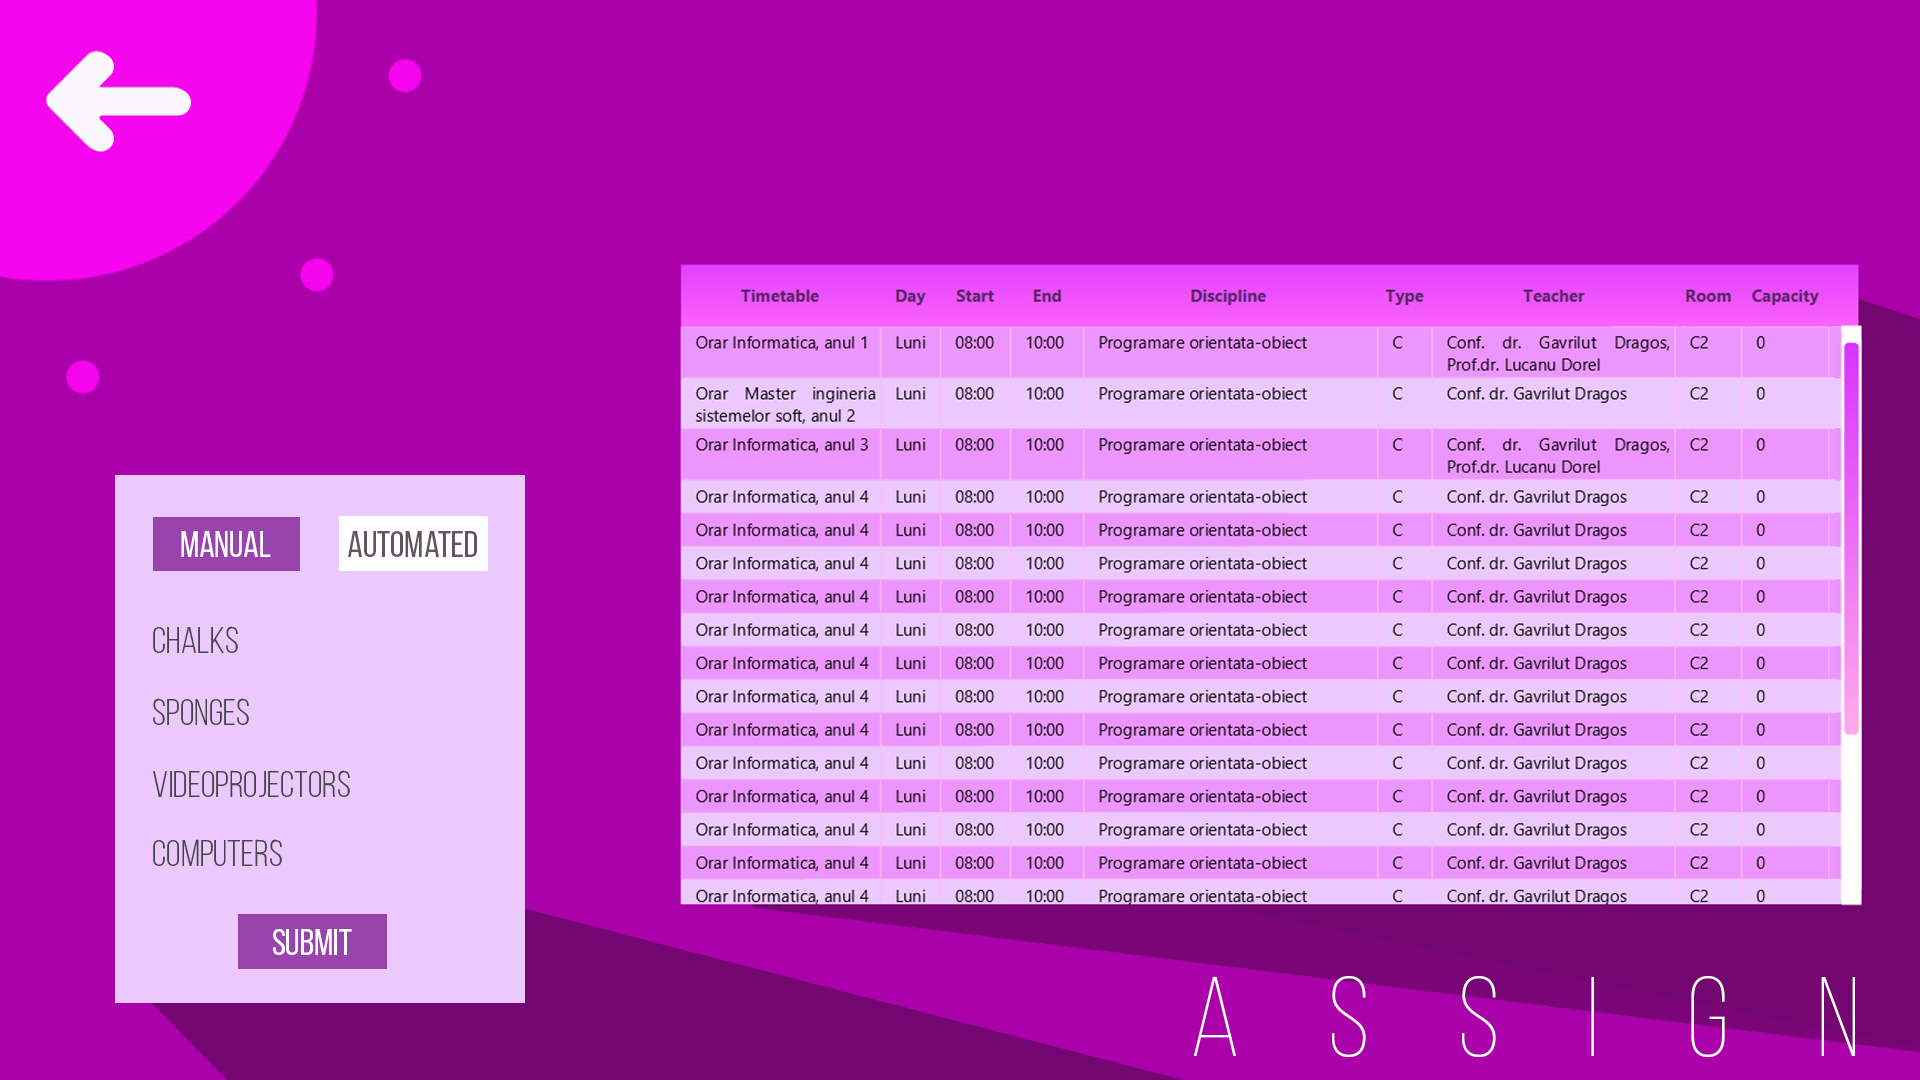 Timetable Day Start End Discipline Type Teacher Room Capacity
Orar Informatica, anul 1 Luni 08:00 10:00 Programare orientata-obiect C Conf. dr. Gavrilut Dragos, C2 0
Prof.dr. Lucanu Dorel
Orar Master ingineria Luni 08:00 10:00 Programare orientata-obiect C Conf. dr. Gavrilut Dragos C2 0
sistemelor soft, anul 2
Orar Informatica, anul 3 Luni 08:00 10:00 Programare orientata-obiect C Conf. dr. Gavrilut Dragos, C2 0
Prof.dr. Lucanu Dorel
Orar Informatica, anul 4 Luni 08:00 10:00 Programare orientata-obiect C Conf. dr. Gavrilut Dragos C2 0
Orar Informatica, anul 4 Luni 08:00 10:00 Programare orientata-obiect C Conf. dr. Gavrilut Dragos C2 0
Orar Informatica, anul 4 Luni 08:00 10:00 Programare orientata-obiect C Conf. dr. Gavrilut Dragos C2 0
Orar Informatica, anul 4 Luni 08:00 10:00 Programare orientata-obiect C Conf. dr. Gavrilut Dragos C2 0
Orar Informatica, anul 4 Luni 08:00 10:00 Programare orientata-obiect C Conf. dr. Gavrilut Dragos C2 0
Orar Informatica, anul 4 Luni 08:00 10:00 Programare orientata-obiect C Conf. dr. Gavrilut Dragos C2 0
Orar Informatica, anul 4 Luni 08:00 10:00 Programare orientata-obiect C Conf. dr. Gavrilut Dragos C2 0
Orar Informatica, anul 4 Luni 08:00 10:00 Programare orientata-obiect C Conf. dr. Gavrilut Dragos C2 0
Orar Informatica, anul 4 Luni 08:00 10:00 Programare orientata-obiect C Conf. dr. Gavrilut Dragos C2 0
Orar Informatica, anul 4 Luni 08:00 10:00 Programare orientata-obiect C Conf. dr. Gavrilut Dragos C2 0
Orar Informatica, anul 4 Luni 08:00 10:00 Programare orientata-obiect C Conf. dr. Gavrilut Dragos C2 0
Orar Informatica, anul 4 Luni 08:00 10:00 Programare orientata-obiect C Conf. dr. Gavrilut Dragos C2 0
Orar Informatica, anul 4 Luni 08:00 10:00 Programare orientata-obiect C Conf. dr. Gavrilut Dragos C2 0
MANUAL AUTOMATED
CHALKS
SPONGES
VIDEOPROJECTORS
COMPUTERS
SUBMIT
ASSIGN